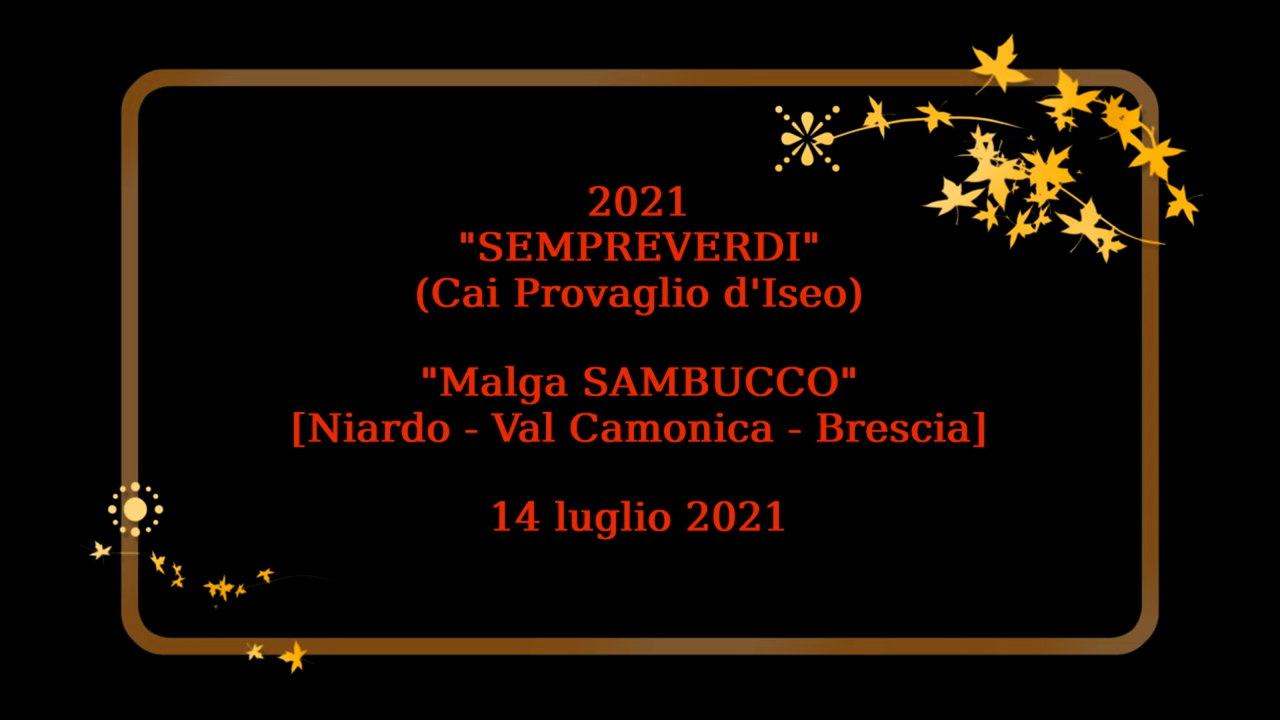 2021
"SEMPREVERDI"
(Cai Provaglio d'Iseo)
"Malga SAMBUCCO"
[Niardo - Val Camonica - Brescia]
14 luglio 2021